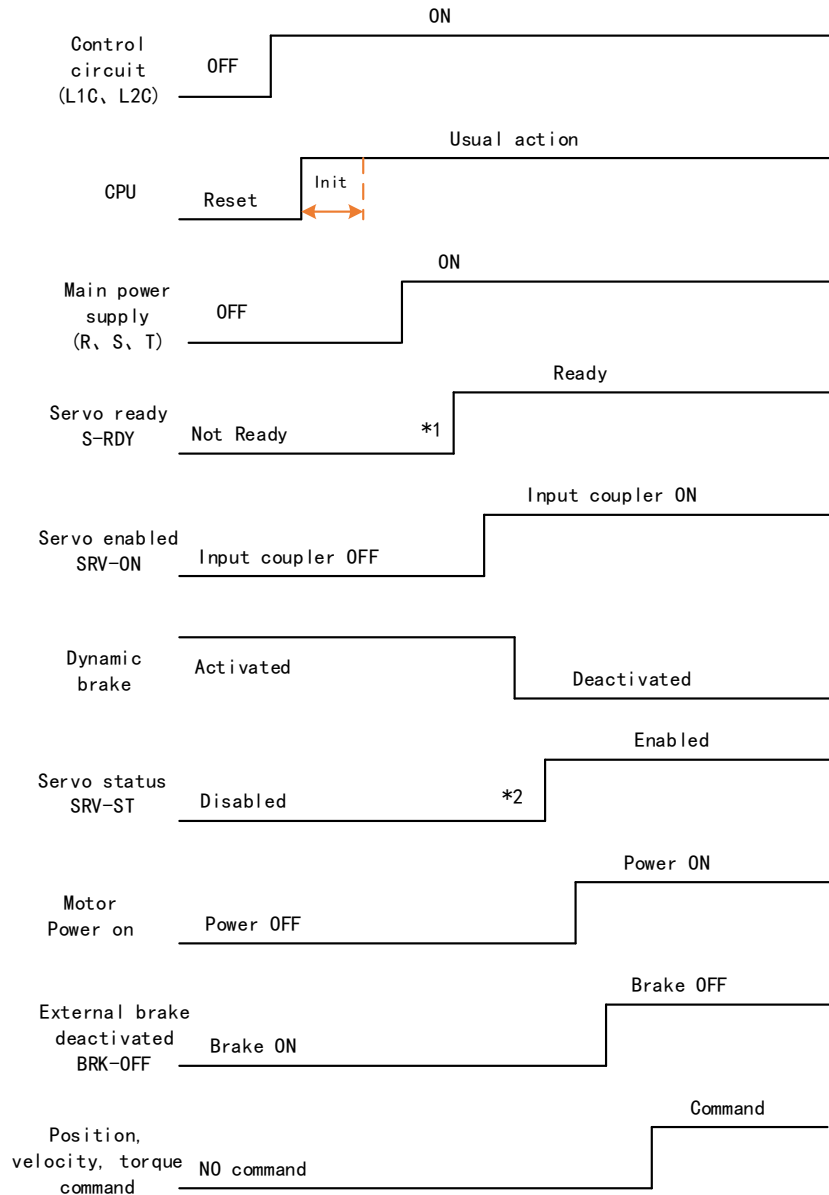 ON
Control
circuit
(L1C、L2C)
OFF
Usual action
CPU
Reset
Init
ON
Main power
supply
(R、S、T)
OFF
Ready
Servo ready
S-RDY
Not Ready
*1
Input coupler ON
Servo enabled
SRV-ON
Input coupler OFF
Dynamic
brake
Activated
Deactivated
Enabled
Servo status
SRV-ST
Disabled
*2
Power ON
Motor
Power on
Power OFF
Brake OFF
External brake
deactivated
BRK-OFF
Brake ON
Command
Position,
velocity, torque
command
NO command